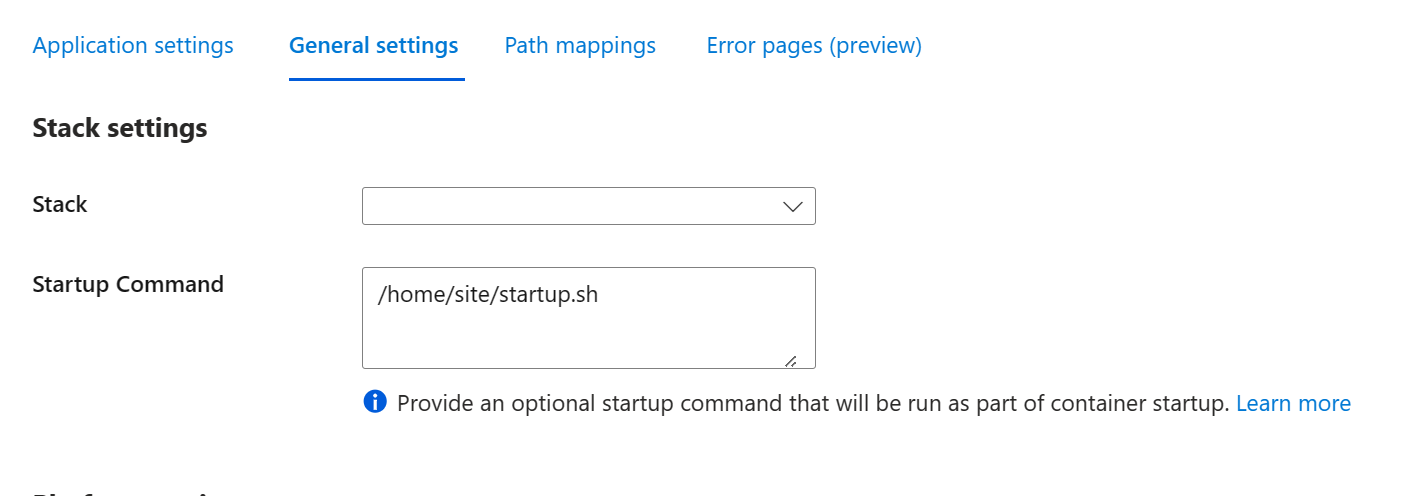 Application settings General settings Path mappings Error pages (preview)
Stack settings
Stack
Startup Command
/home/site/startup.sh
Provide an optional startup command that will be run as part of container startup. Learn more